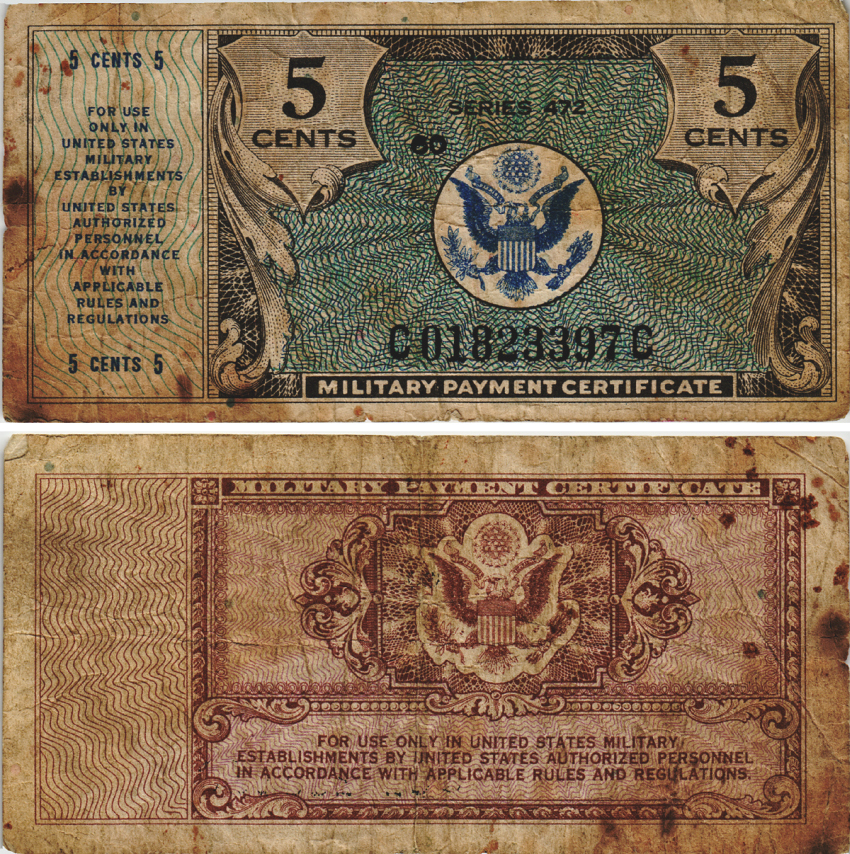 5 CENTS 5
FOR USE
ONLY IN
UNITED STATES
MILITARY
ESTABLISHMENTS
BY
UNITED STATES
AUTHORIZED
PERSONNEL
IN ACCORDANCE
WITH
APPLICABLE
RULES AND
REGULATIONS
5 CENTS 5
5
CENTS
SERIES 472
60
5
CENTS
C01823397C
MILITARY PAYMENT CERTIFICATE
MILITARY PAYMENT CERTIFICATE
FOR USE ONLY IN UNITED STATES MILITARY
ESTABLISHMENTS BY UNITED STATES AUTHORIZED PERSONNEL
IN ACCORDANCE WITH APPLICABLE RULES AND REGULATIONS.